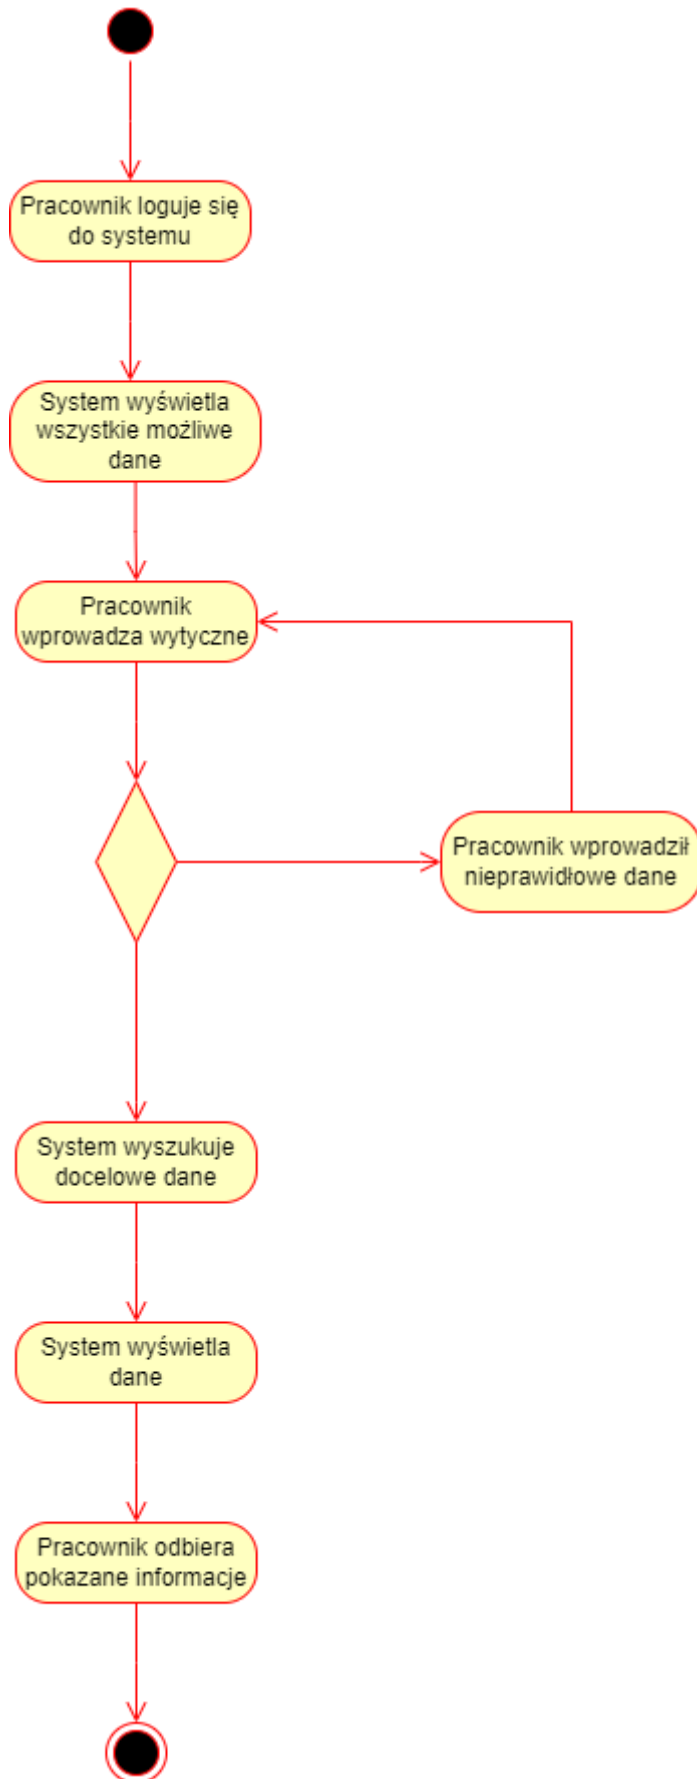 Pracownik loguje się
do systemu
System wyświetla
wszystkie możliwe
dane
Pracownik
wprowadza wytyczne
Pracownik wprowadził
nieprawidłowe dane
System wyszukuje
docelowe dane
System wyświetla
dane
Pracownik odbiera
pokazane informacje